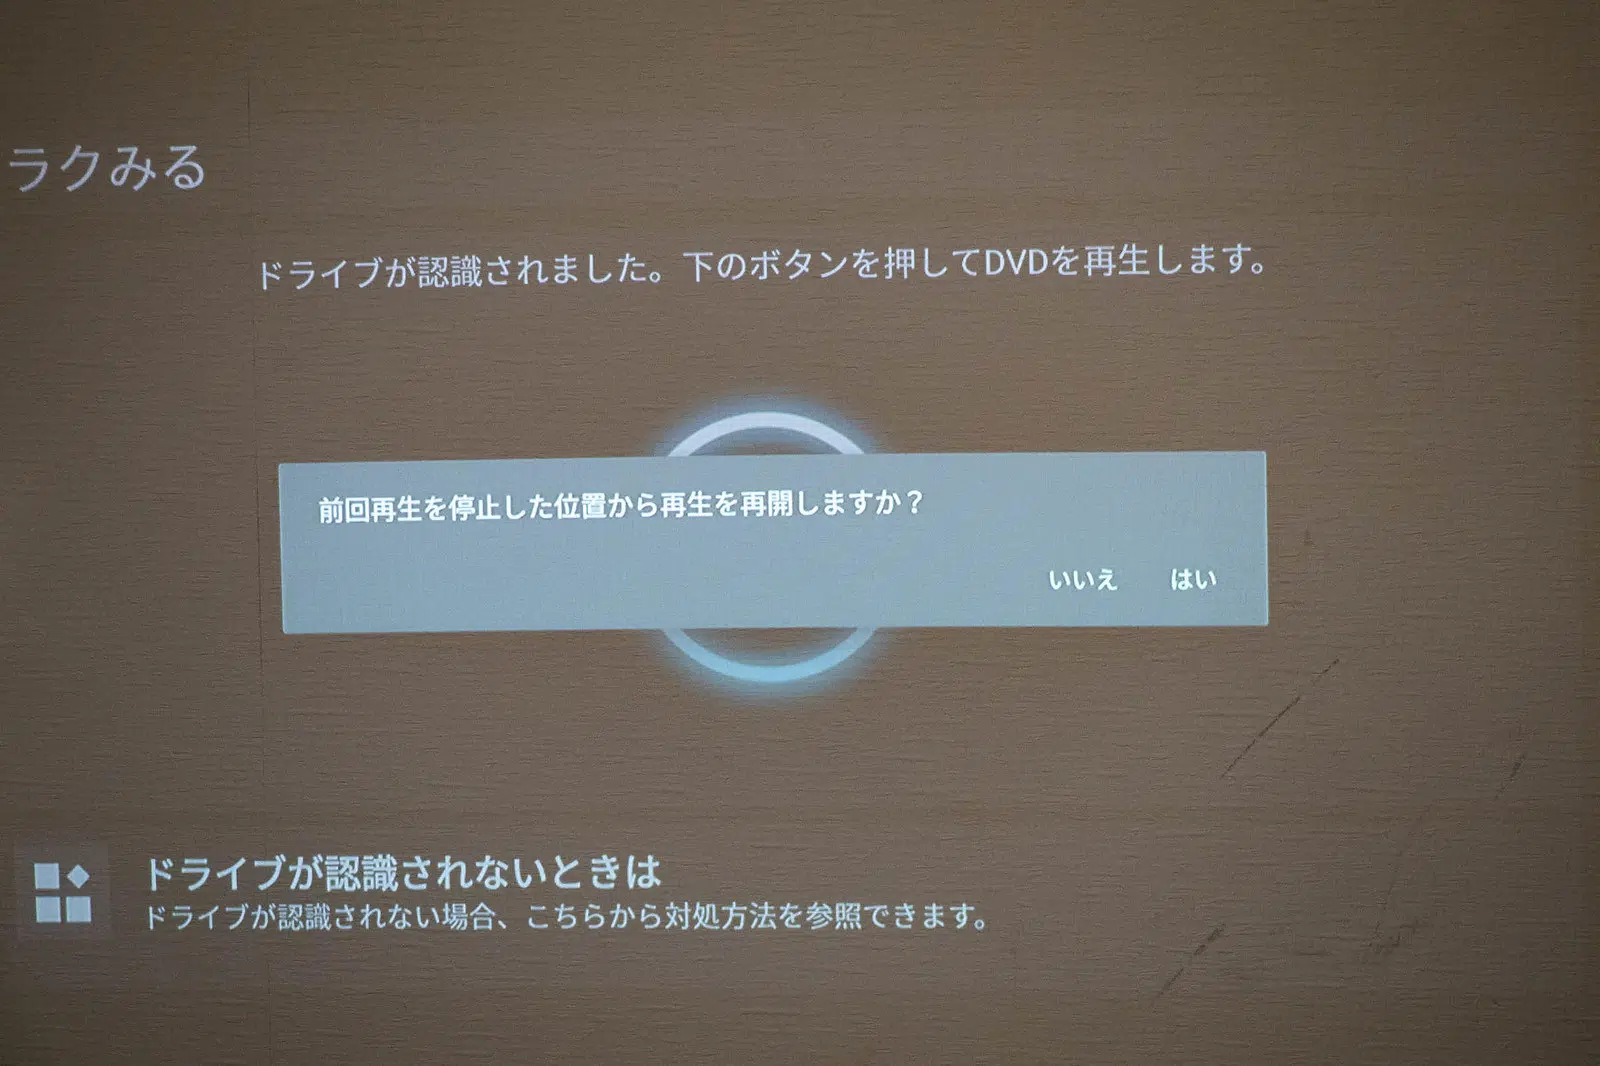 ラクみる
ドライブが認識されました。下のボタンを押してDVDを再生します。
前回再生を停止した位置から再生を再開しますか？
いいえ はい
ドライブが認識されないときは
ドライブが認識されない場合、こちらから対処方法を参照できます。